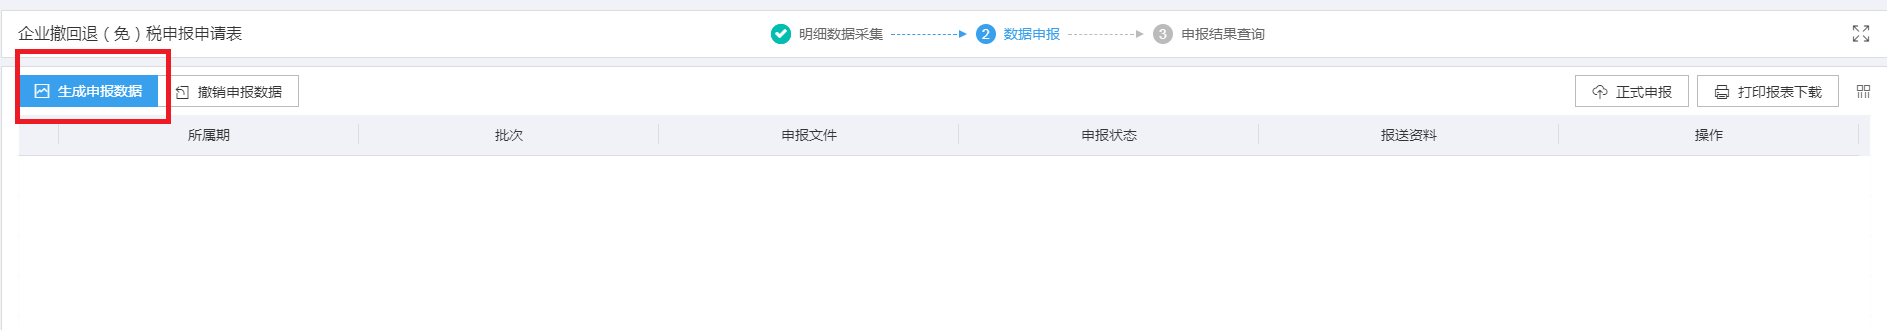 企业撤回退（免）税申报申请表
明细数据采集 2 数据申报 3 申报结果查询
生成申报数据 撤销申报数据 正式申报 打印报表下载
所属期 批次 申报文件 申报状态 报送资料 操作